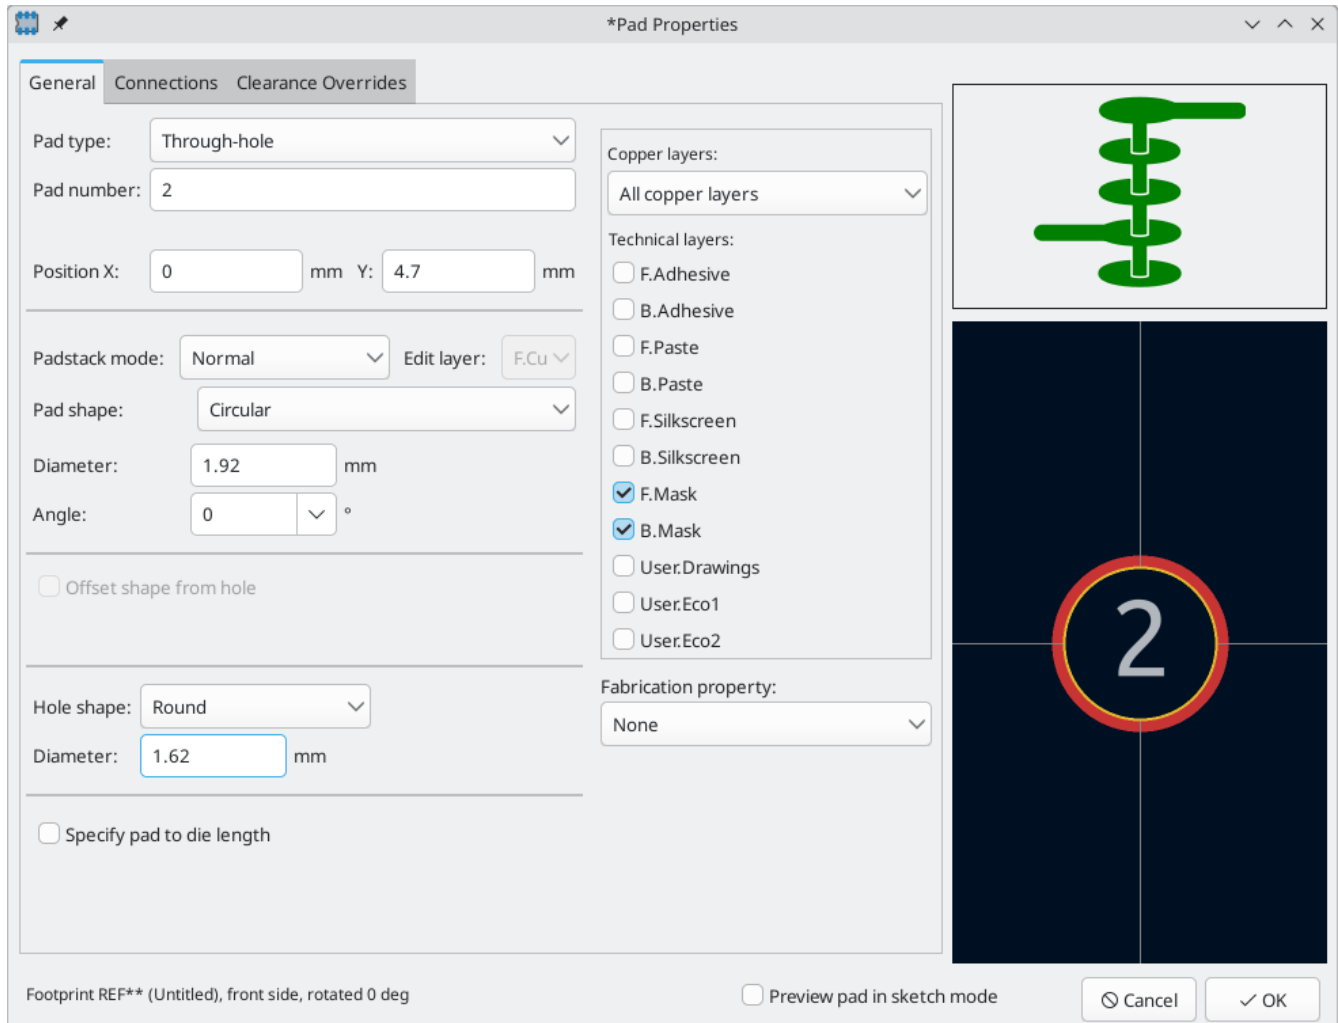 *Pad Properties
General Connections Clearance Overrides
Pad type: Through-hole
Pad number: 2
Position X: 0 mm Y: 4.7 mm
Padstack mode: Normal Edit layer: F.Cu
Pad shape: Circular
Diameter: 1.92 mm
Angle: 0 °
Offset shape from hole
Hole shape: Round
Diameter: 1.62 mm
Specify pad to die length
Copper layers:
All copper layers
Technical layers:
F.Adhesive
B.Adhesive
F.Paste
B.Paste
F.Silkscreen
B.Silkscreen
F.Mask
B.Mask
User.Drawings
User.Eco1
User.Eco2
Fabrication property:
None
2
Footprint REF** (Untitled), front side, rotated 0 deg
Preview pad in sketch mode
Cancel
OK